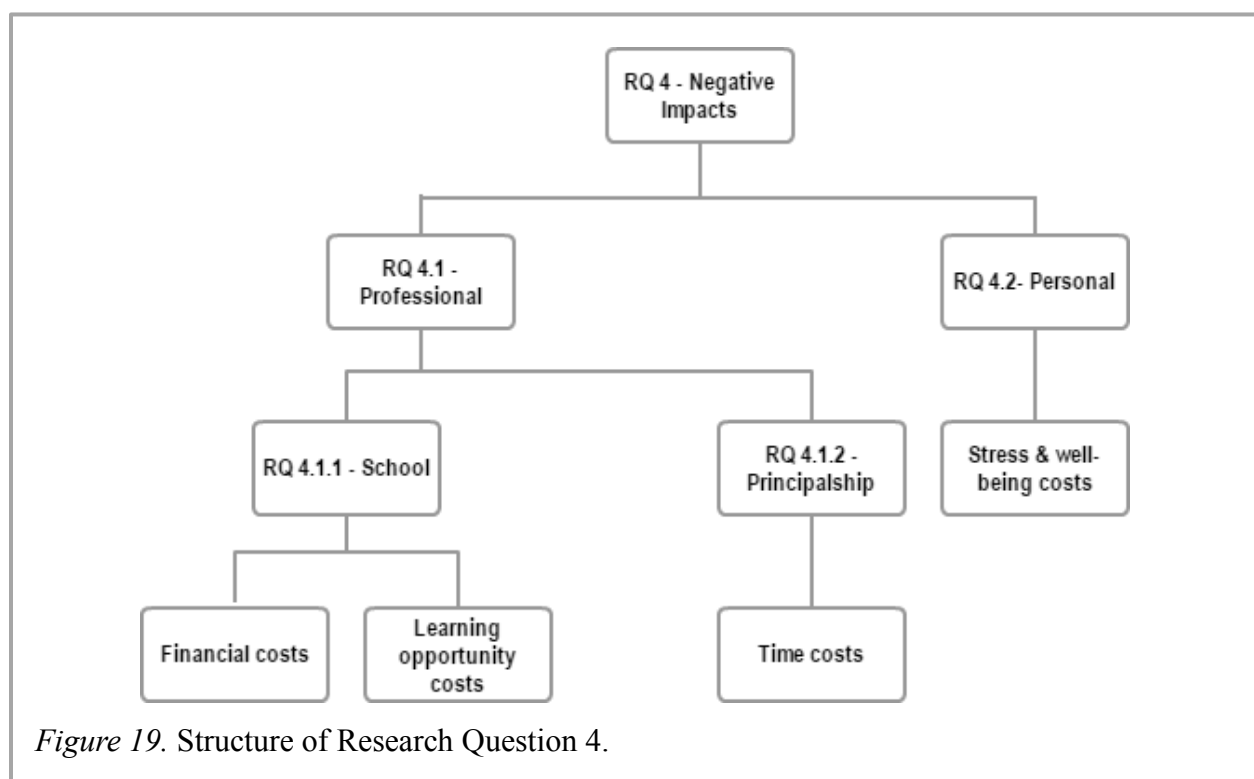 RQ 4 - Negative
Impacts
RQ 4.1 -
Professional
RQ 4.2- Personal
RQ 4.1.1 - School
RQ 4.1.2 -
Principalship
Stress & well-
being costs
Financial costs
Learning
opportunity
costs
Time costs
Figure 19. Structure of Research Question 4.